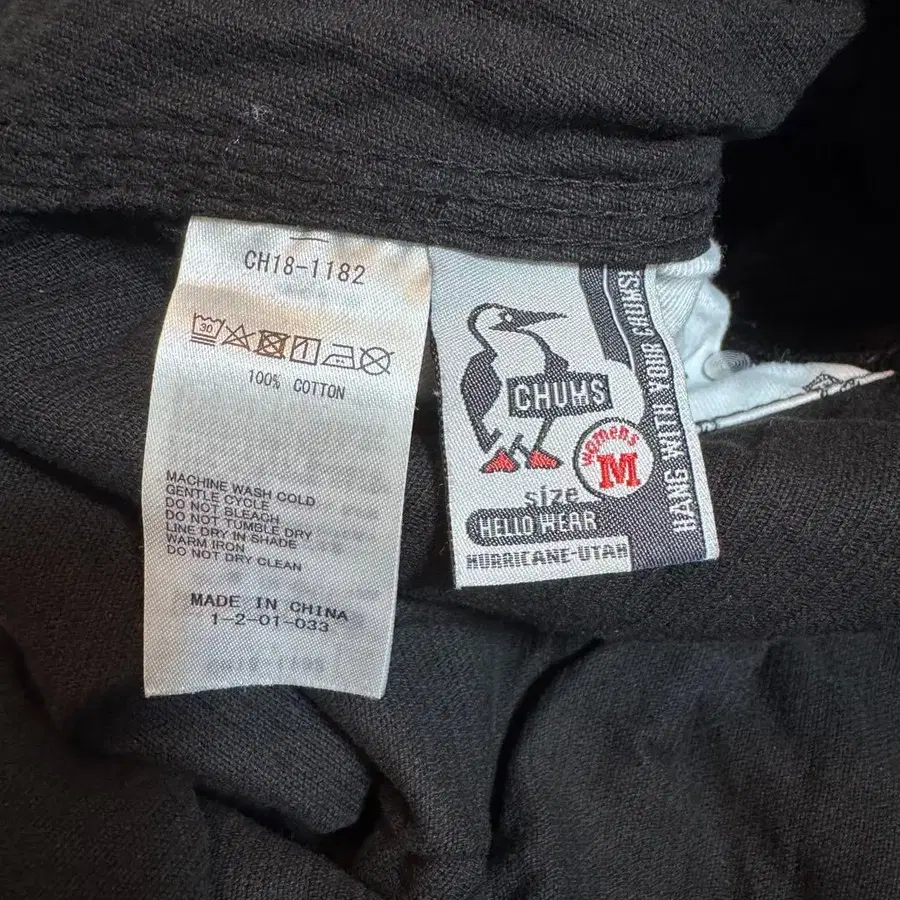 CH18-1182
30
100% COTTON
MACHINE WASH COLD
GENTLE CYCLE
DO NOT BLEACH
DO NOT TUMBLE DRY
LINE DRY IN SHADE
WARM IRON
DO NOT DRY CLEAN
MADE IN CHINA
1-2-01-033
CHUMS
women's
M
size
HELLO WEAR
HURRICANE-UTAH
HANG WITH YOUR CHUMS!